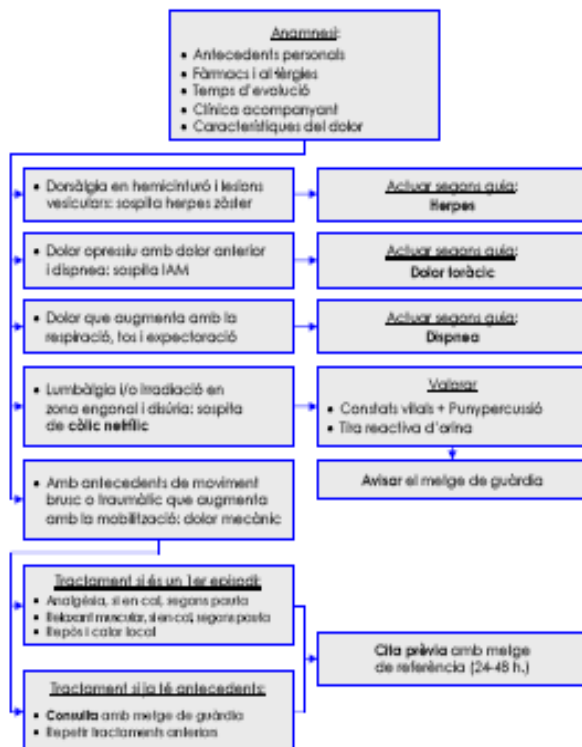 Anamnesi:
• Antecedents personals
• Fàrmacs i al·lèrgies
• Temps d'evolució
• Clínica acompanyant
• Característiques del dolor
• Dorsàlgia en hemicinturó i lesions
vesiculars: sospita herpes zòster
Actuar segons guia:
Herpes
• Dolor opressiu amb dolor anterior
i dispnea: sospita IAM
Actuar segons guia:
Dolor toràcic
• Dolor que augmenta amb la
respiració, tos i expectoració
Actuar segons guia:
Dispnea
• Lumbàlgia i/o irradiació en
zona engonal i disúria: sospita
de còlic nefrític
Valorar
• Constats vitals + Punypercussió
• Tira reactiva d'orina
Avisar el metge de guàrdia
• Amb antecedents de moviment
brusc o traumàtic que augmenta
amb la mobilització: dolor mecànic
Tractament si és un 1er episodi:
• Analgèsia, si en cal, segons pauta
• Relaxant muscular, si en cal, segons pauta
• Repòs i calor local
Cita prèvia amb metge
de referència (24-48 h.)
Tractament si ja té antecedents:
• Consulta amb metge de guàrdia
• Repetir tractaments anteriors